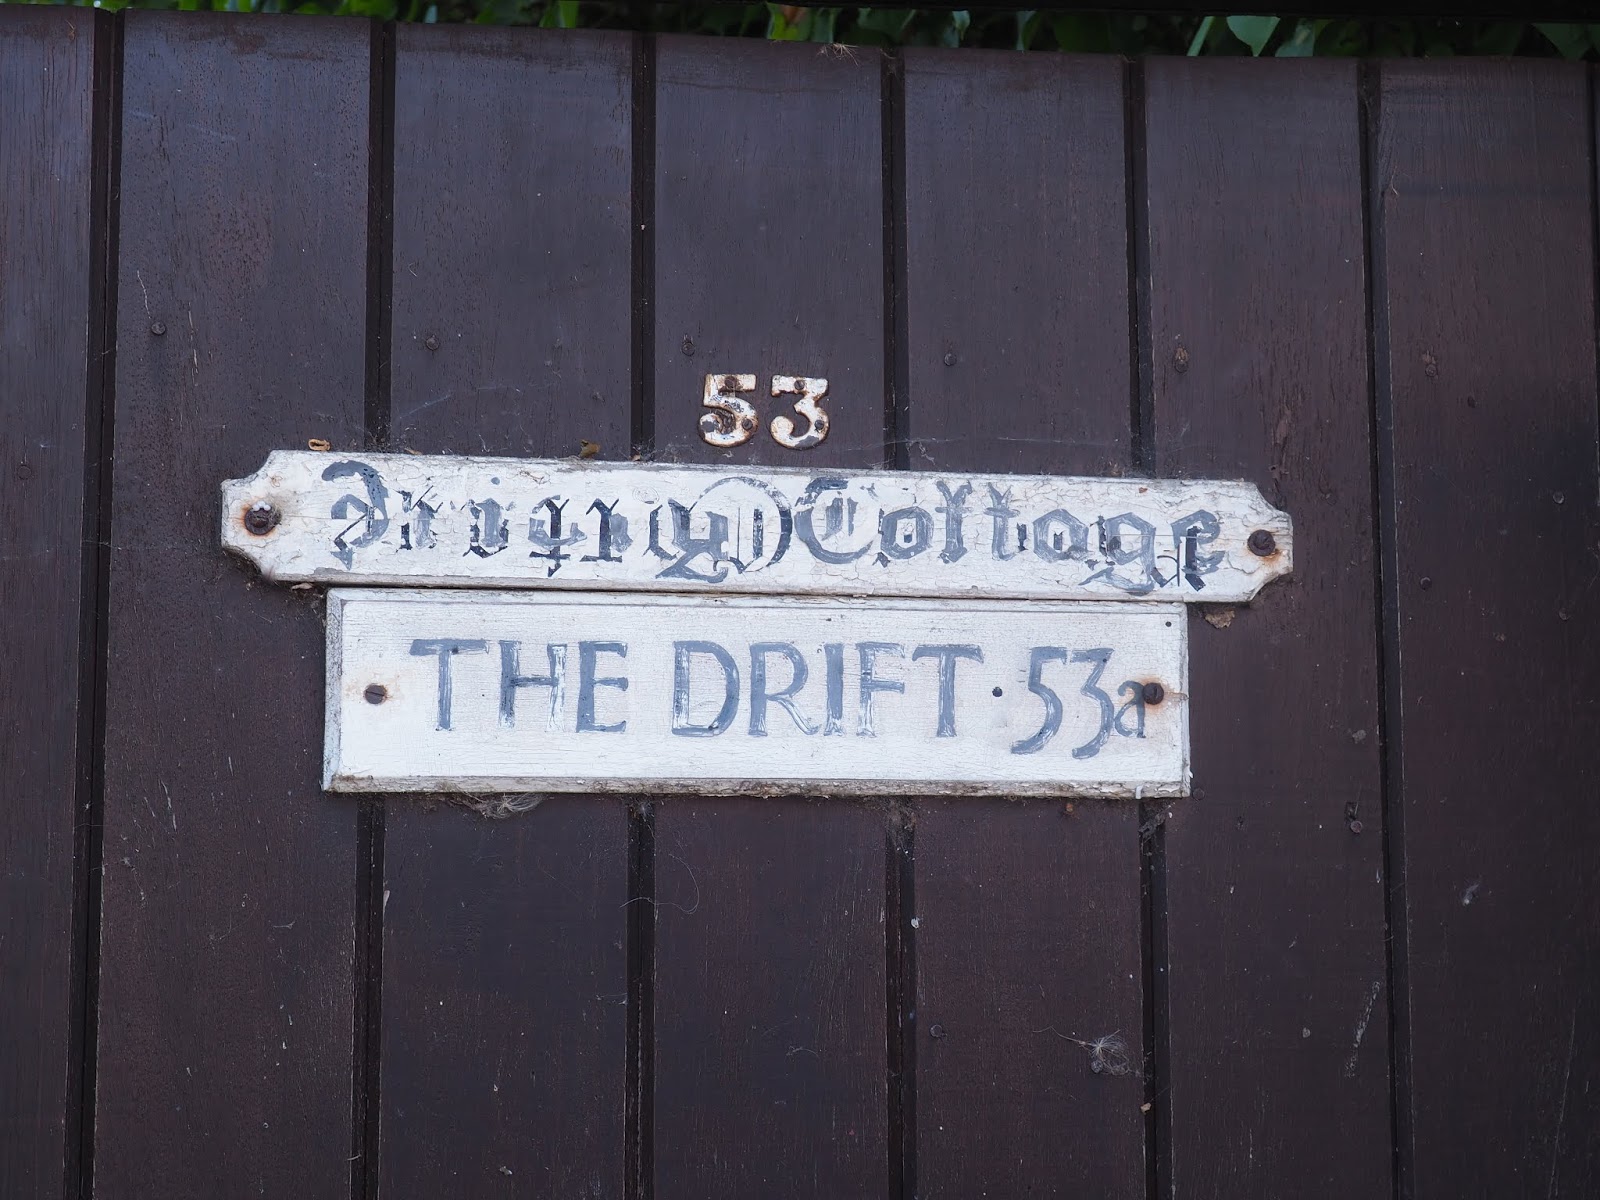 53
Cottage
THE DRIFT · 53a